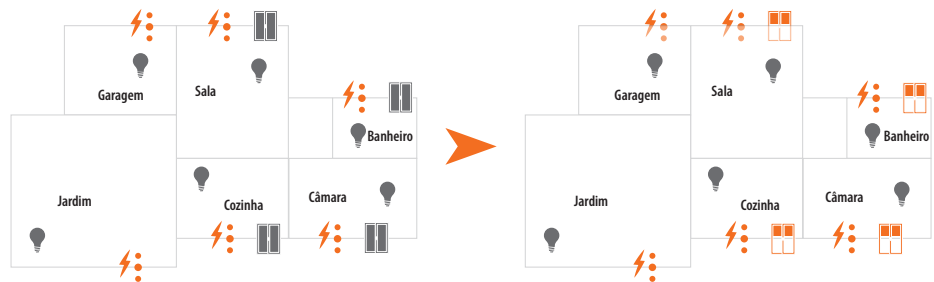 Garagem
Sala
Banheiro
Jardim
Cozinha
Câmara
Garagem
Sala
Banheiro
Jardim
Cozinha
Câmara